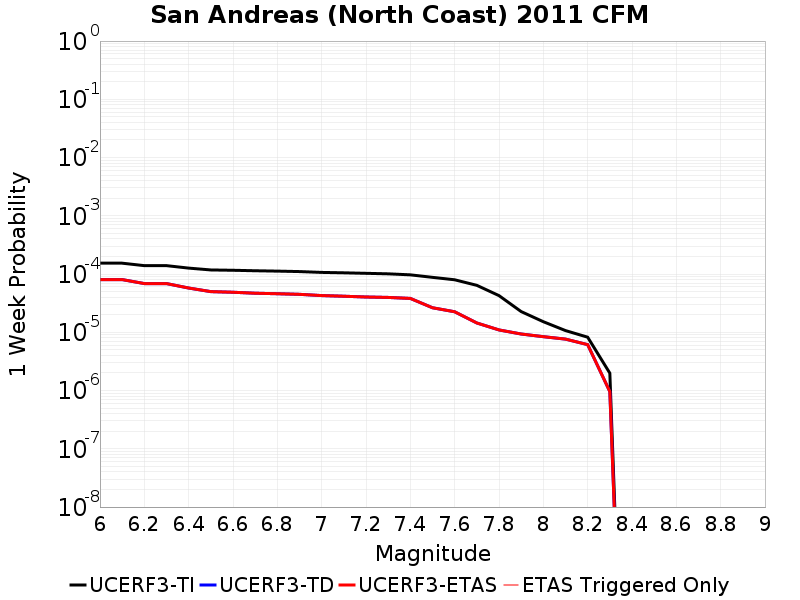 San Andreas (North Coast) 2011 CFM
1 Week Probability
10^0
10^-1
10^-2
10^-3
10^-4
10^-5
10^-6
10^-7
10^-8
6 6.2 6.4 6.6 6.8 7 7.2 7.4 7.6 7.8 8 8.2 8.4 8.6 8.8 9
Magnitude
UCERF3-TI UCERF3-TD UCERF3-ETAS ETAS Triggered Only